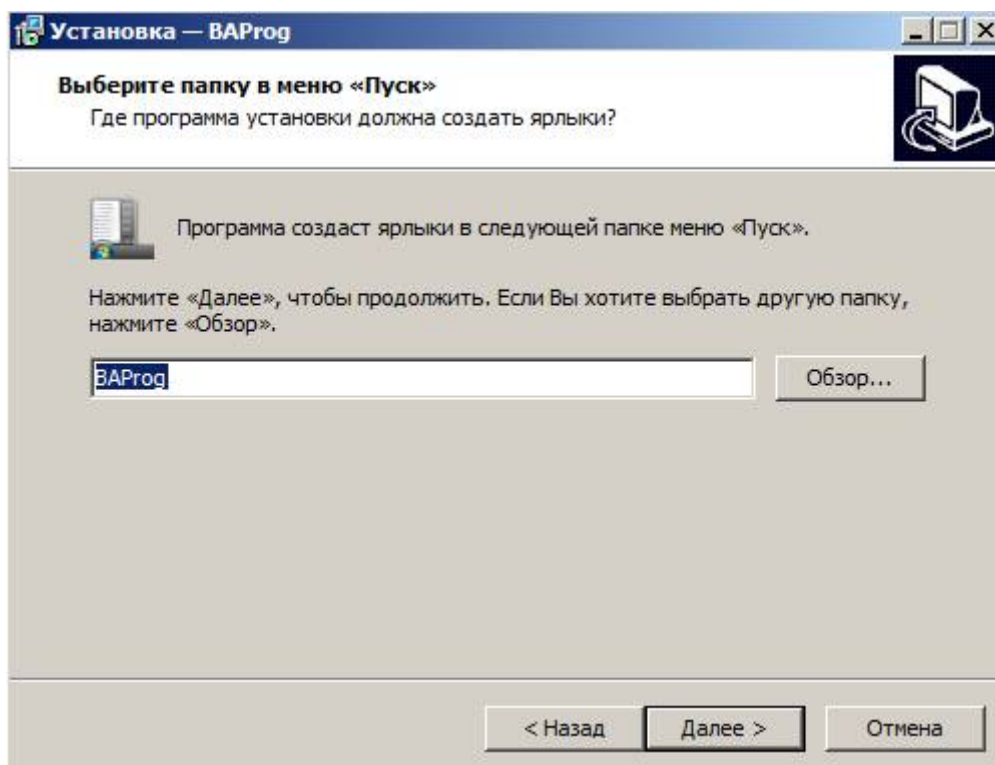 Установка — BAProg
Выберите папку в меню «Пуск»
Где программа установки должна создать ярлыки?
Программа создаст ярлыки в следующей папке меню «Пуск».
Нажмите «Далее», чтобы продолжить. Если Вы хотите выбрать другую папку,
нажмите «Обзор».
BAProg
Обзор...
< Назад
Далее >
Отмена